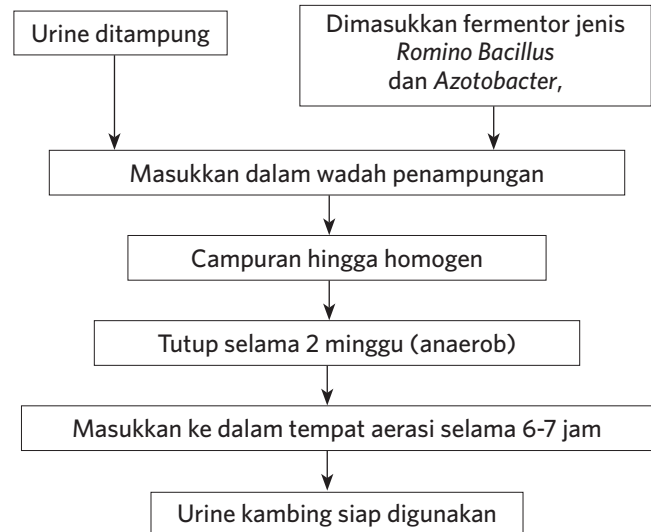 Urine ditampung
Dimasukkan fermentor jenis
Romino Bacillus
dan Azotobacter,
Masukkan dalam wadah penampungan
Campuran hingga homogen
Tutup selama 2 minggu (anaerob)
Masukkan ke dalam tempat aerasi selama 6-7 jam
Urine kambing siap digunakan